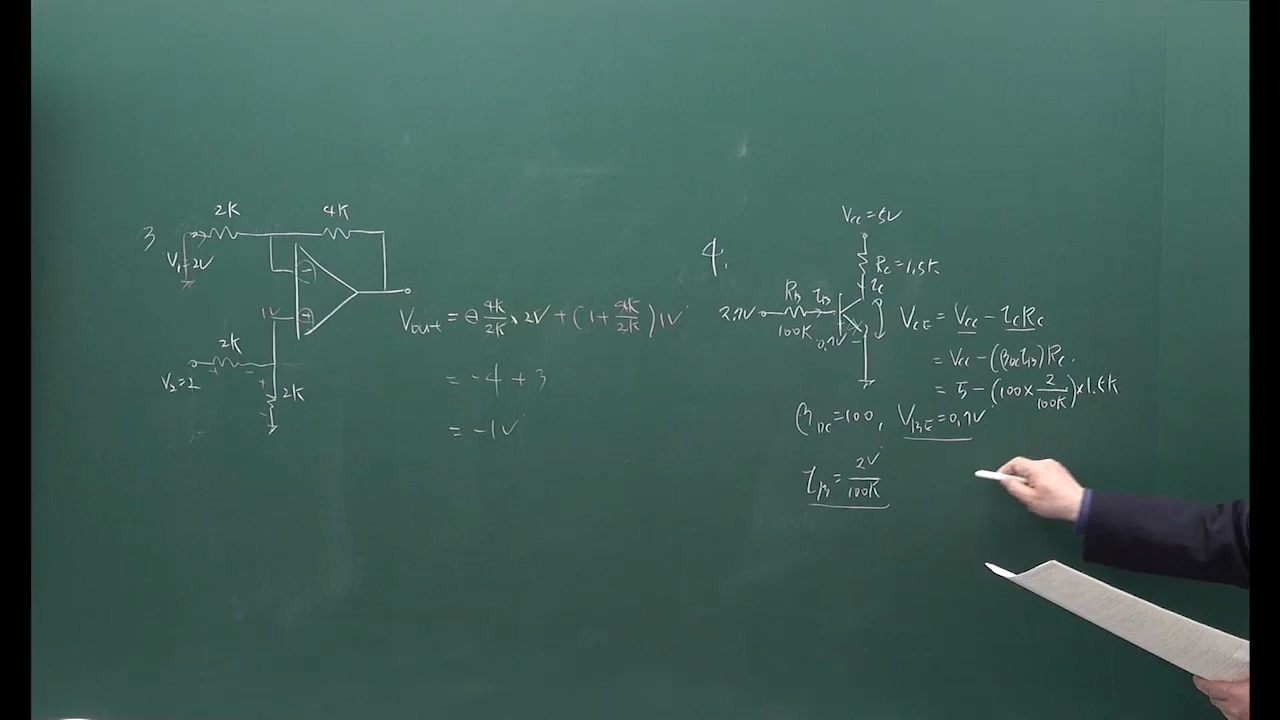 3
2K
4K
V₁=2V
1V
2K
V₂=2
2K
Vout = ⊖ 4K/2K × 2V + (1 + 4K/2K) 1V
= -4 + 3
= -1V
4.
Vcc = 5V
Rc = 1.5K
Ic
2.7V
RB
IB
100K
0.7V
VCE = Vcc - IcRc
= Vcc - (βDC IB) Rc
= 5 - (100 × 2/100K) × 1.5K
βDC = 100, VBE = 0.7V
IB = 2V/100K